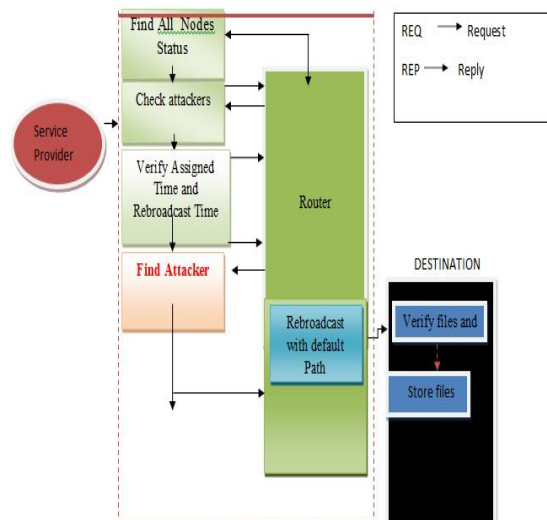 Find All Nodes
Status
Check attackers
Service
Provider
Verify Assigned
Time and
Rebroadcast Time
Find Attacker
Router
Rebroadcast
with default
Path
REQ Request
REP Reply
DESTINATION
Verify files and
Store files